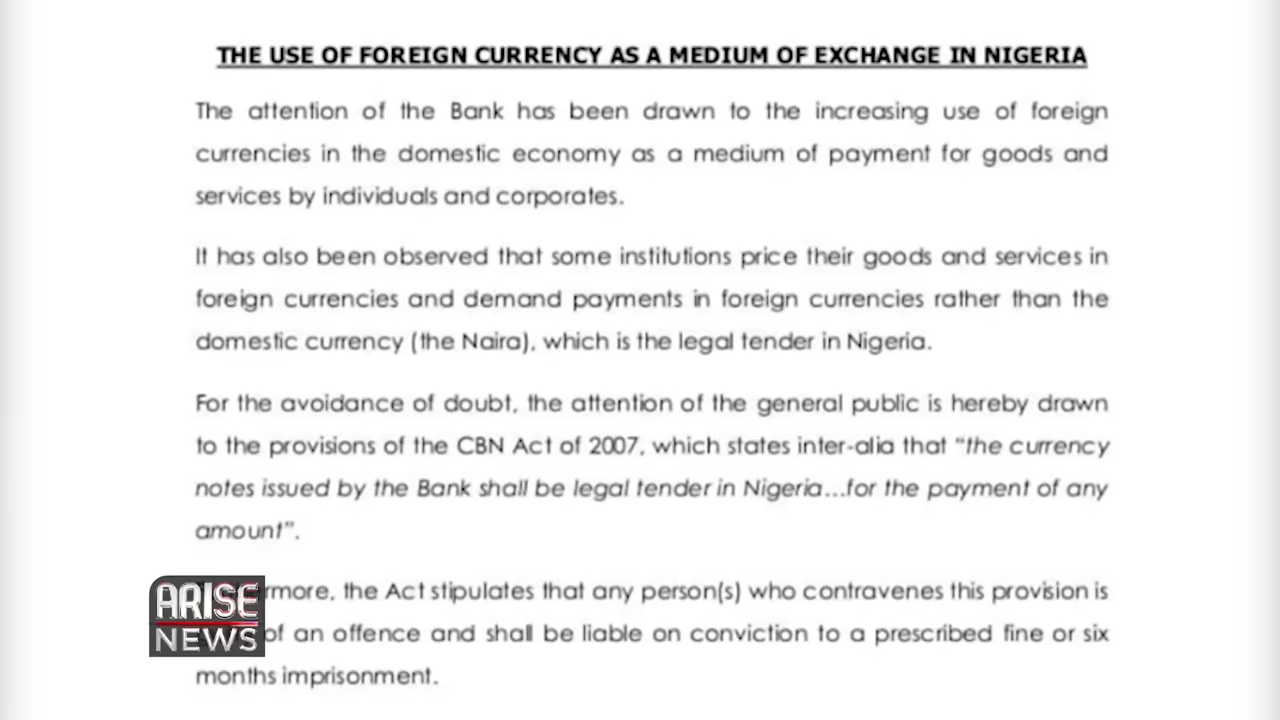 THE USE OF FOREIGN CURRENCY AS A MEDIUM OF EXCHANGE IN NIGERIA
The attention of the Bank has been drawn to the increasing use of foreign
currencies in the domestic economy as a medium of payment for goods and
services by individuals and corporates.
It has also been observed that some institutions price their goods and services in
foreign currencies and demand payments in foreign currencies rather than the
domestic currency (the Naira), which is the legal tender in Nigeria.
For the avoidance of doubt, the attention of the general public is hereby drawn
to the provisions of the CBN Act of 2007, which states inter-alia that “the currency
notes issued by the Bank shall be legal tender in Nigeria...for the payment of any
amount”.
rmore, the Act stipulates that any person(s) who contravenes this provision is
of an offence and shall be liable on conviction to a prescribed fine or six
months imprisonment.
ARISE
NEWS